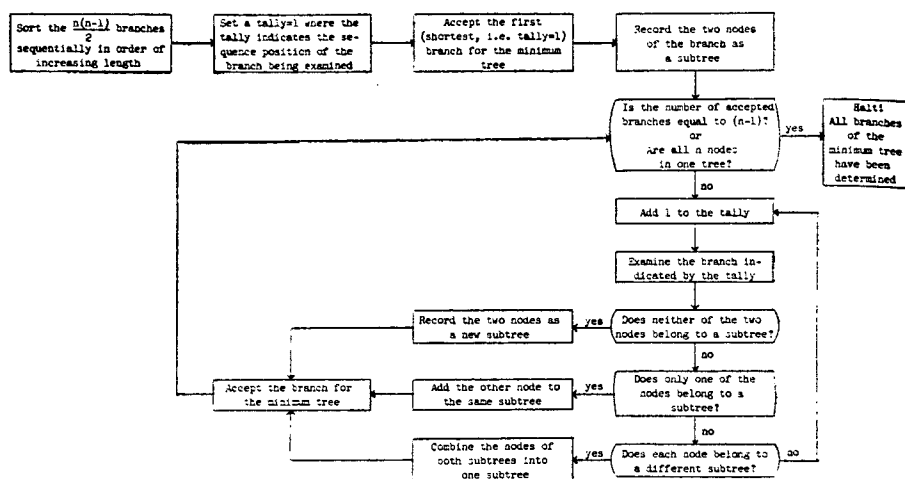 Sort the n(n-1)/2 branches
sequentially in order of
increasing length
Set a tally=1 where the
tally indicates the se-
quence position of the
branch being examined
Accept the first
(shortest, i.e. tally=1)
branch for the minimum
tree
Record the two nodes
of the branch as
a subtree
Is the number of accepted
branches equal to (n-1)?
or
Are all n nodes
in one tree?
yes
Halt!
All branches
of the
minimum tree
have been
determined
no
Add 1 to the tally
Examine the branch in-
dicated by the tally
Does neither of the two
nodes belong to a subtree?
yes
Record the two nodes as
a new subtree
no
Does only one of the
nodes belong to a
subtree?
yes
Add the other node to
the same subtree
Accept the branch for
the minimum tree
no
Does each node belong to
a different subtree?
no
yes
Combine the nodes of
both subtrees into
one subtree